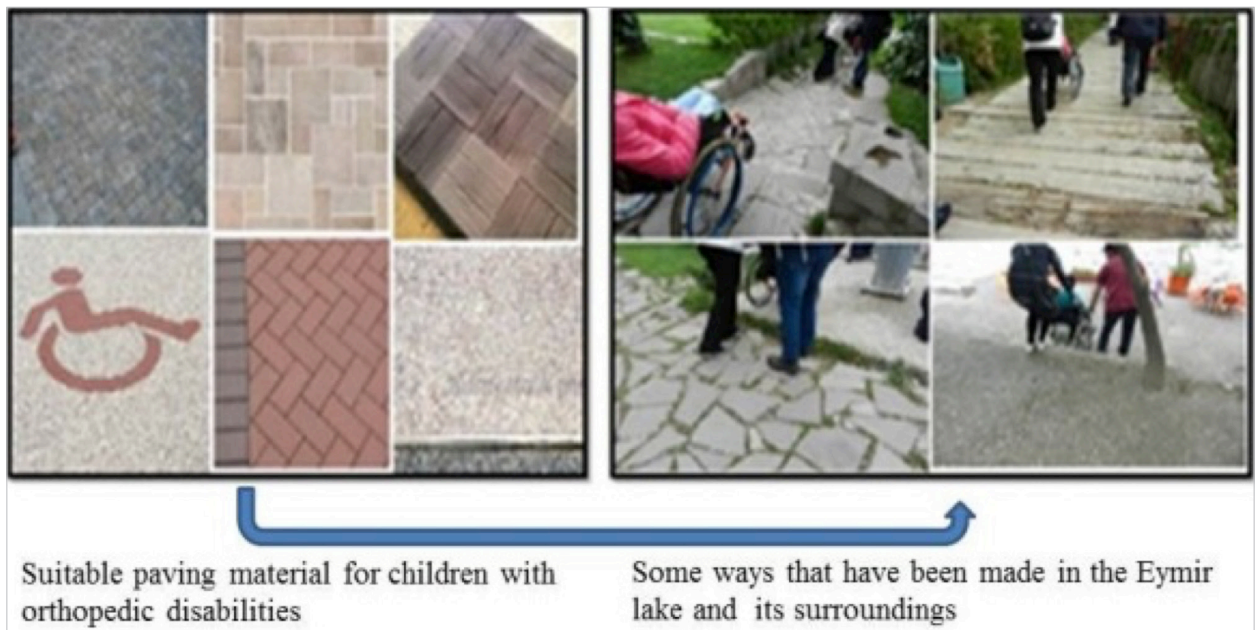 Suitable paving material for children with
orthopedic disabilities
Some ways that have been made in the Eymir
lake and its surroundings